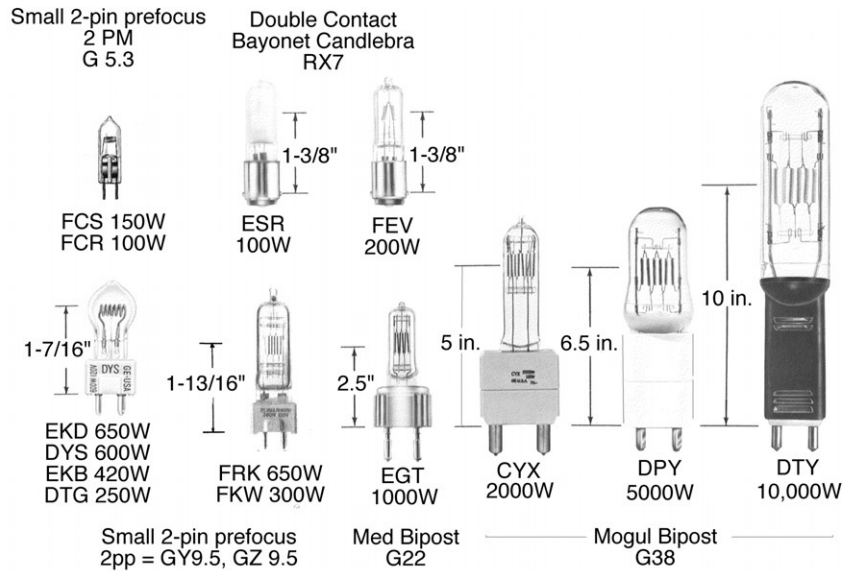 Small 2-pin prefocus
2 PM
G 5.3
Double Contact
Bayonet Candlebra
RX7
1-3/8"
1-3/8"
FCS 150W
FCR 100W
ESR
100W
FEV
200W
1-7/16"
DYS
GE-USA
1-13/16"
2.5"
5 in.
CYX
6.5 in.
10 in.
EKD 650W
DYS 600W
EKB 420W
DTG 250W
FRK 650W
FKW 300W
EGT
1000W
CYX
2000W
DPY
5000W
DTY
10,000W
Small 2-pin prefocus
2pp = GY9.5, GZ 9.5
Med Bipost
G22
Mogul Bipost
G38